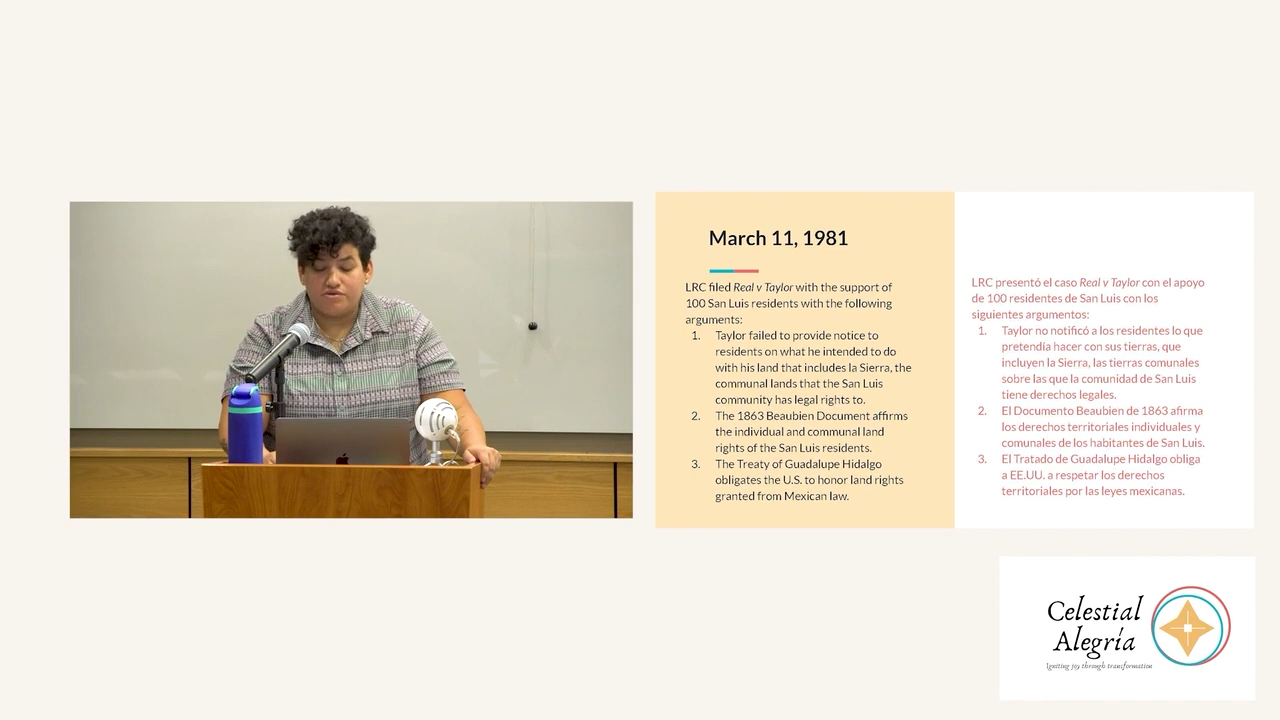 March 11, 1981
LRC filed Real v Taylor with the support of
100 San Luis residents with the following
arguments:
1. Taylor failed to provide notice to
residents on what he intended to do
with his land that includes la Sierra, the
communal lands that the San Luis
community has legal rights to.
2. The 1863 Beaubien Document affirms
the individual and communal land
rights of the San Luis residents.
3. The Treaty of Guadalupe Hidalgo
obligates the U.S. to honor land rights
granted from Mexican law.
LRC presentó el caso Real v Taylor con el apoyo
de 100 residentes de San Luis con los
siguientes argumentos:
1. Taylor no notificó a los residentes lo que
pretendía hacer con sus tierras, que
incluyen la Sierra, las tierras comunales
sobre las que la comunidad de San Luis
tiene derechos legales.
2. El Documento Beaubien de 1863 afirma
los derechos territoriales individuales y
comunales de los habitantes de San Luis.
3. El Tratado de Guadalupe Hidalgo obliga
a EE.UU. a respetar los derechos
territoriales por las leyes mexicanas.
Celestial
Alegría
Igniting joy through transformation